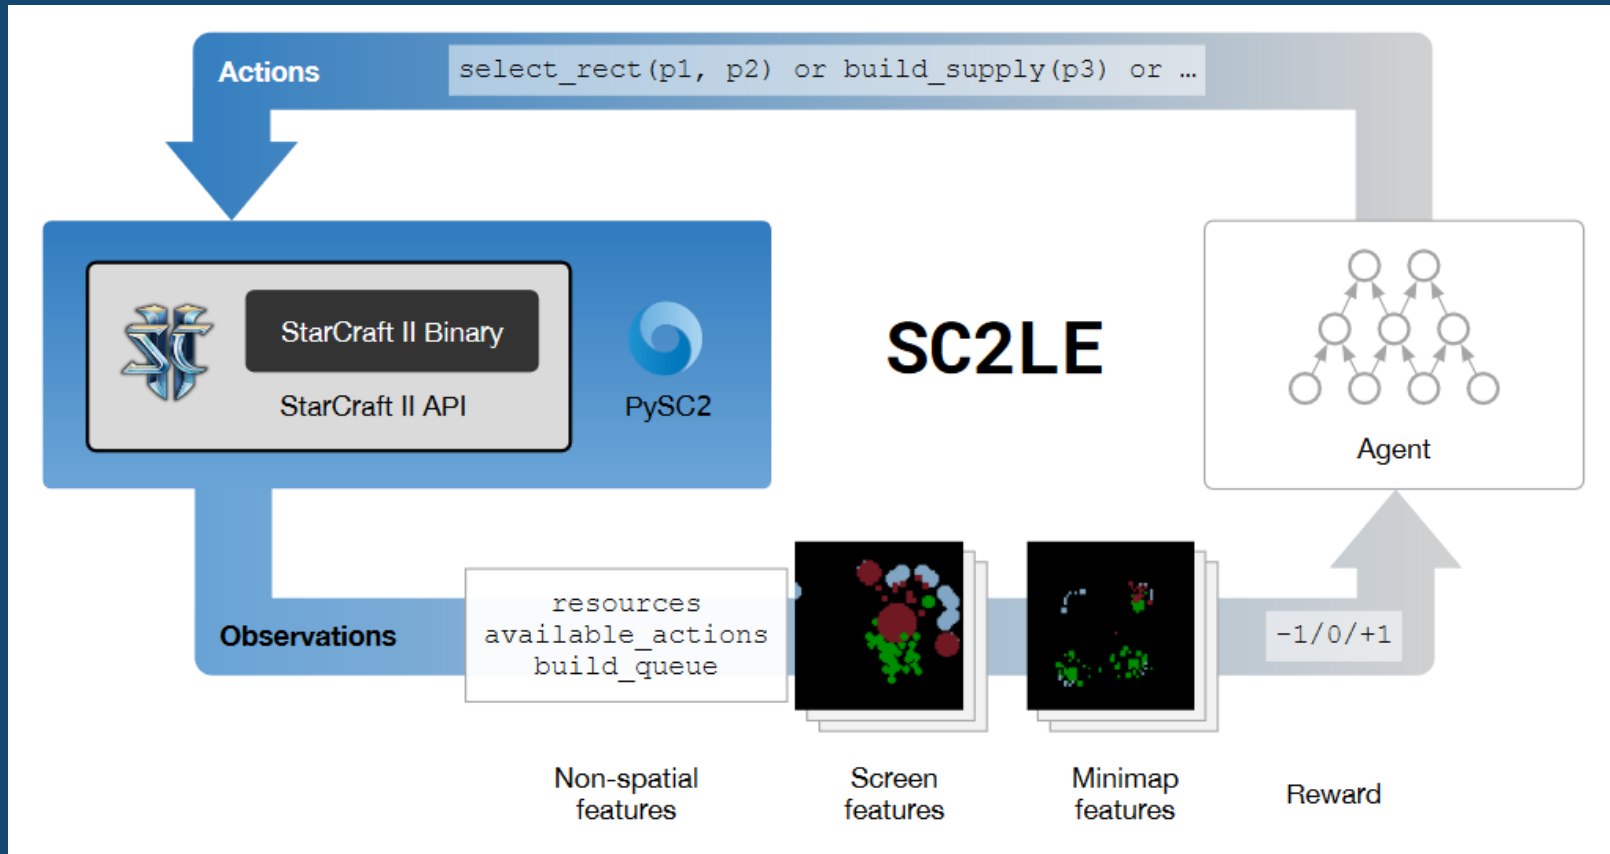 Actions
select_rect(p1, p2) or build_supply(p3) or …
SC
StarCraft II Binary
StarCraft II API
PySC2
SC2LE
Agent
Observations
resources
available_actions
build_queue
-1/0/+1
Non-spatial
features
Screen
features
Minimap
features
Reward